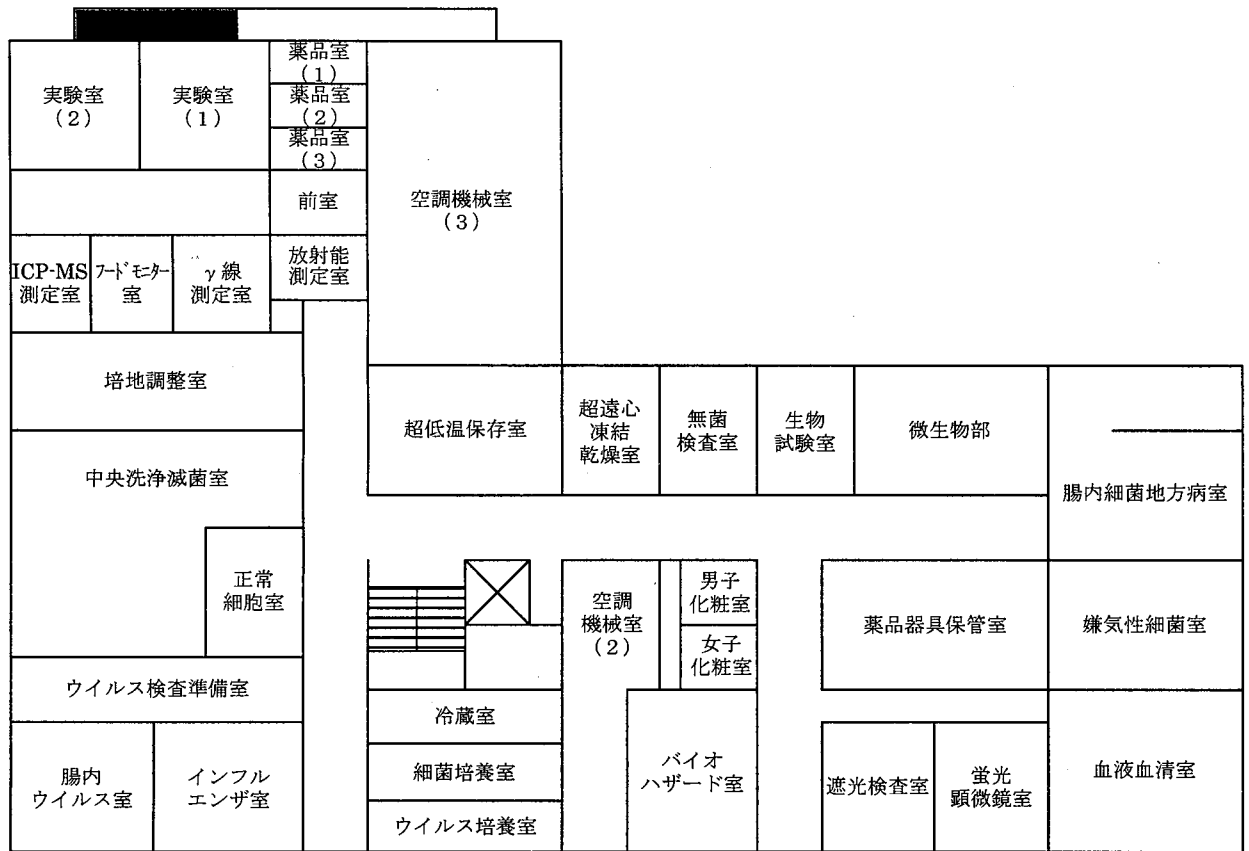 薬品室
(1)
実験室
(2)
実験室
(1)
薬品室
(2)
薬品室
(3)
前室
空調機械室
(3)
ICP-MS
測定室
フードモニター
室
γ線
測定室
放射能
測定室
培地調整室
超低温保存室
超遠心
凍結
乾燥室
無菌
検査室
生物
試験室
微生物部
腸内細菌地方病室
中央洗浄滅菌室
正常
細胞室
空調
機械室
(2)
男子
化粧室
女子
化粧室
薬品器具保管室
嫌気性細菌室
ウイルス検査準備室
冷蔵室
腸内
ウイルス室
インフル
エンザ室
細菌培養室
ウイルス培養室
バイオ
ハザード室
遮光検査室
蛍光
顕微鏡室
血液血清室